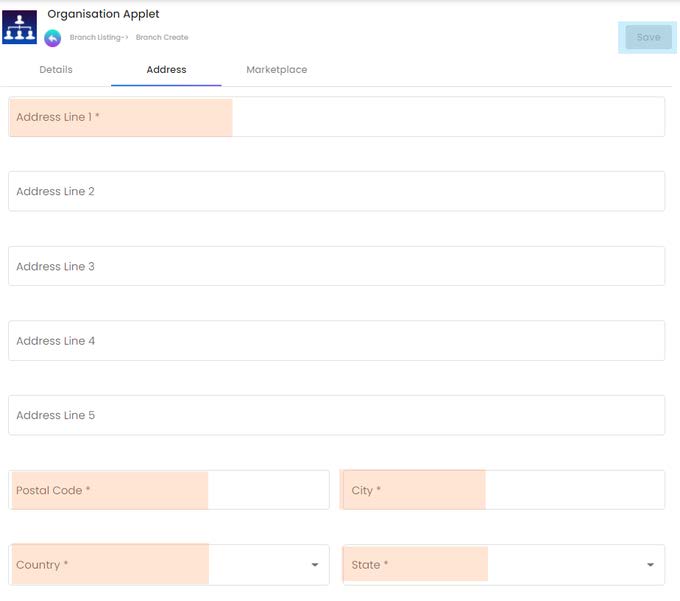 Organisation Applet
Branch Listing-> Branch Create
Save
Details Address Marketplace
Address Line 1 *
Address Line 2
Address Line 3
Address Line 4
Address Line 5
Postal Code * City *
Country * State *